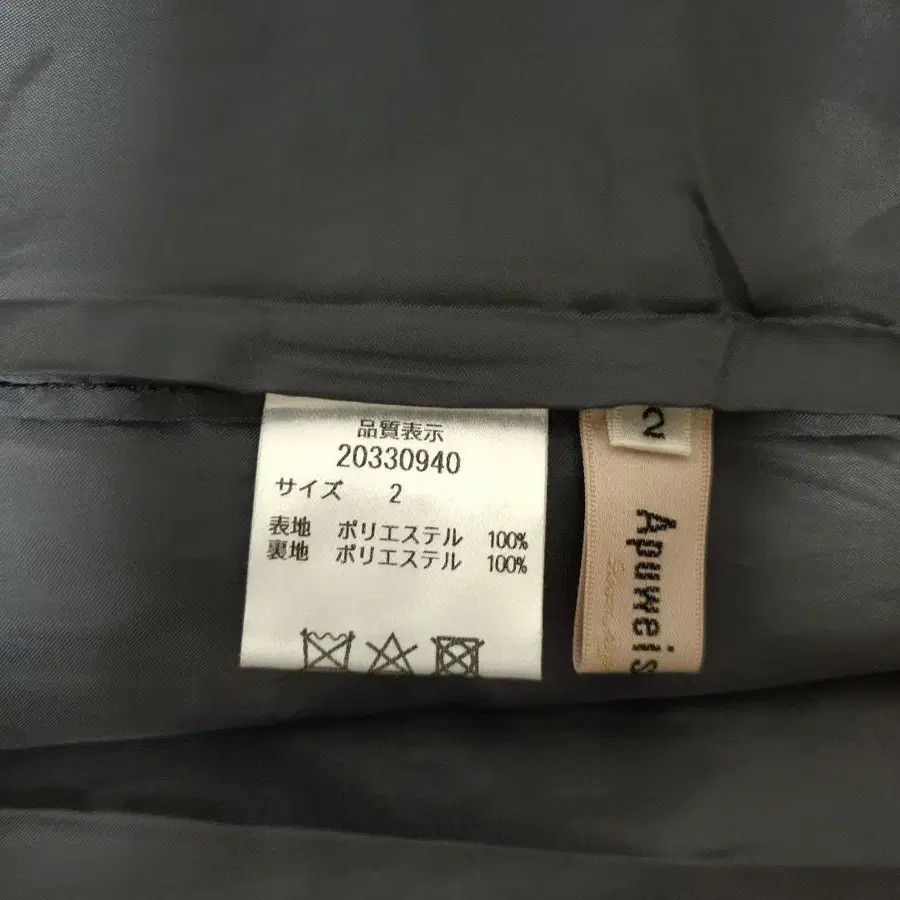 品質表示
20330940
サイズ 2
表地 ポリエステル 100%
裏地 ポリエステル 100%
2
Apuweis